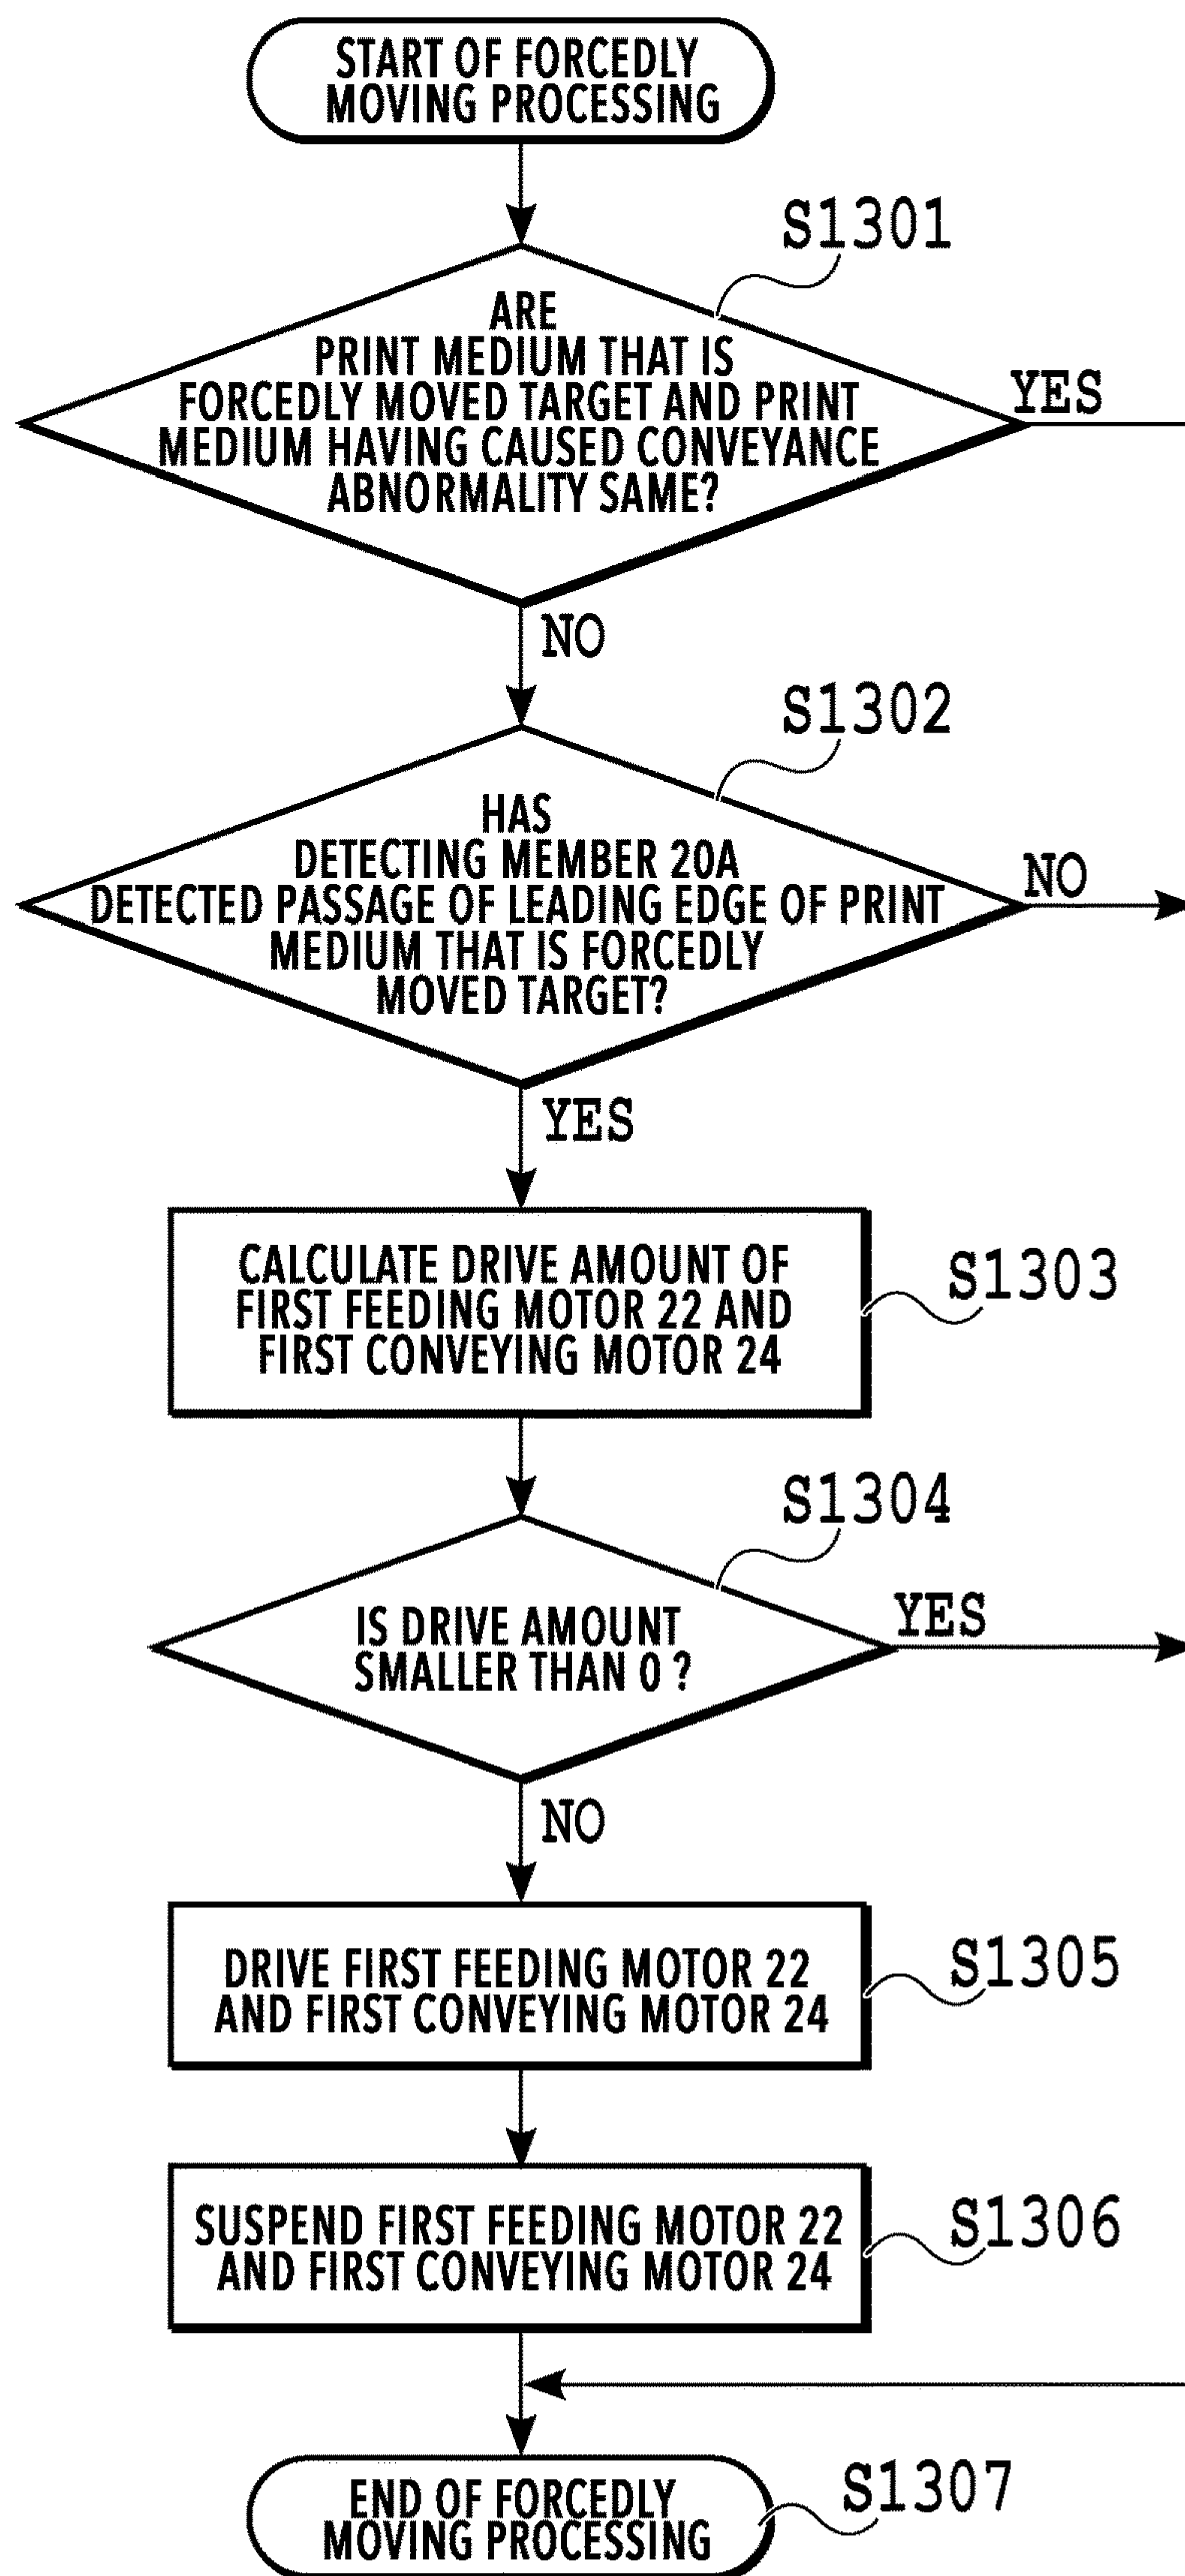 START OF FORCEDLY
MOVING PROCESSING
S1301
ARE
PRINT MEDIUM THAT IS
FORCEDLY MOVED TARGET AND PRINT
MEDIUM HAVING CAUSED CONVEYANCE
ABNORMALITY SAME?
YES
NO
S1302
HAS
DETECTING MEMBER 20A
DETECTED PASSAGE OF LEADING EDGE OF PRINT
MEDIUM THAT IS FORCEDLY
MOVED TARGET?
NO
YES
CALCULATE DRIVE AMOUNT OF
FIRST FEEDING MOTOR 22 AND
FIRST CONVEYING MOTOR 24
S1303
S1304
IS DRIVE AMOUNT
SMALLER THAN 0 ?
YES
NO
DRIVE FIRST FEEDING MOTOR 22
AND FIRST CONVEYING MOTOR 24
S1305
SUSPEND FIRST FEEDING MOTOR 22
AND FIRST CONVEYING MOTOR 24
S1306
END OF FORCEDLY
MOVING PROCESSING
S1307